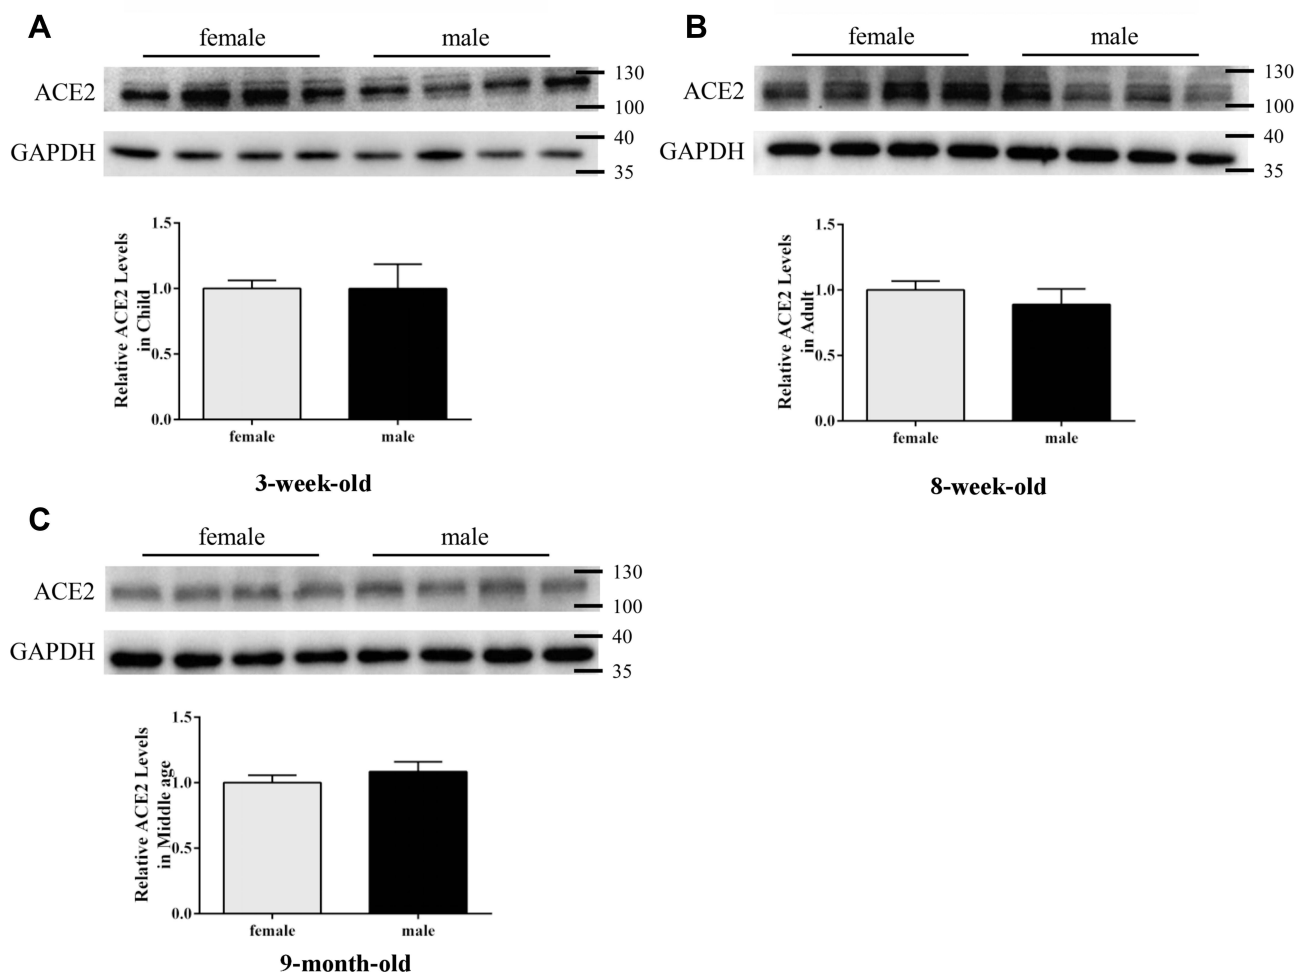 A
female male
ACE2
130
100
GAPDH
40
35
Relative ACE2 Levels
in Child
1.5
1.0
0.5
0.0
female male
3-week-old
B
female male
ACE2
130
100
GAPDH
40
35
Relative ACE2 Levels
in Adult
1.5
1.0
0.5
0.0
female male
8-week-old
C
female male
ACE2
130
100
GAPDH
40
35
Relative ACE2 Levels
in Middle age
1.5
1.0
0.5
0.0
female male
9-month-old